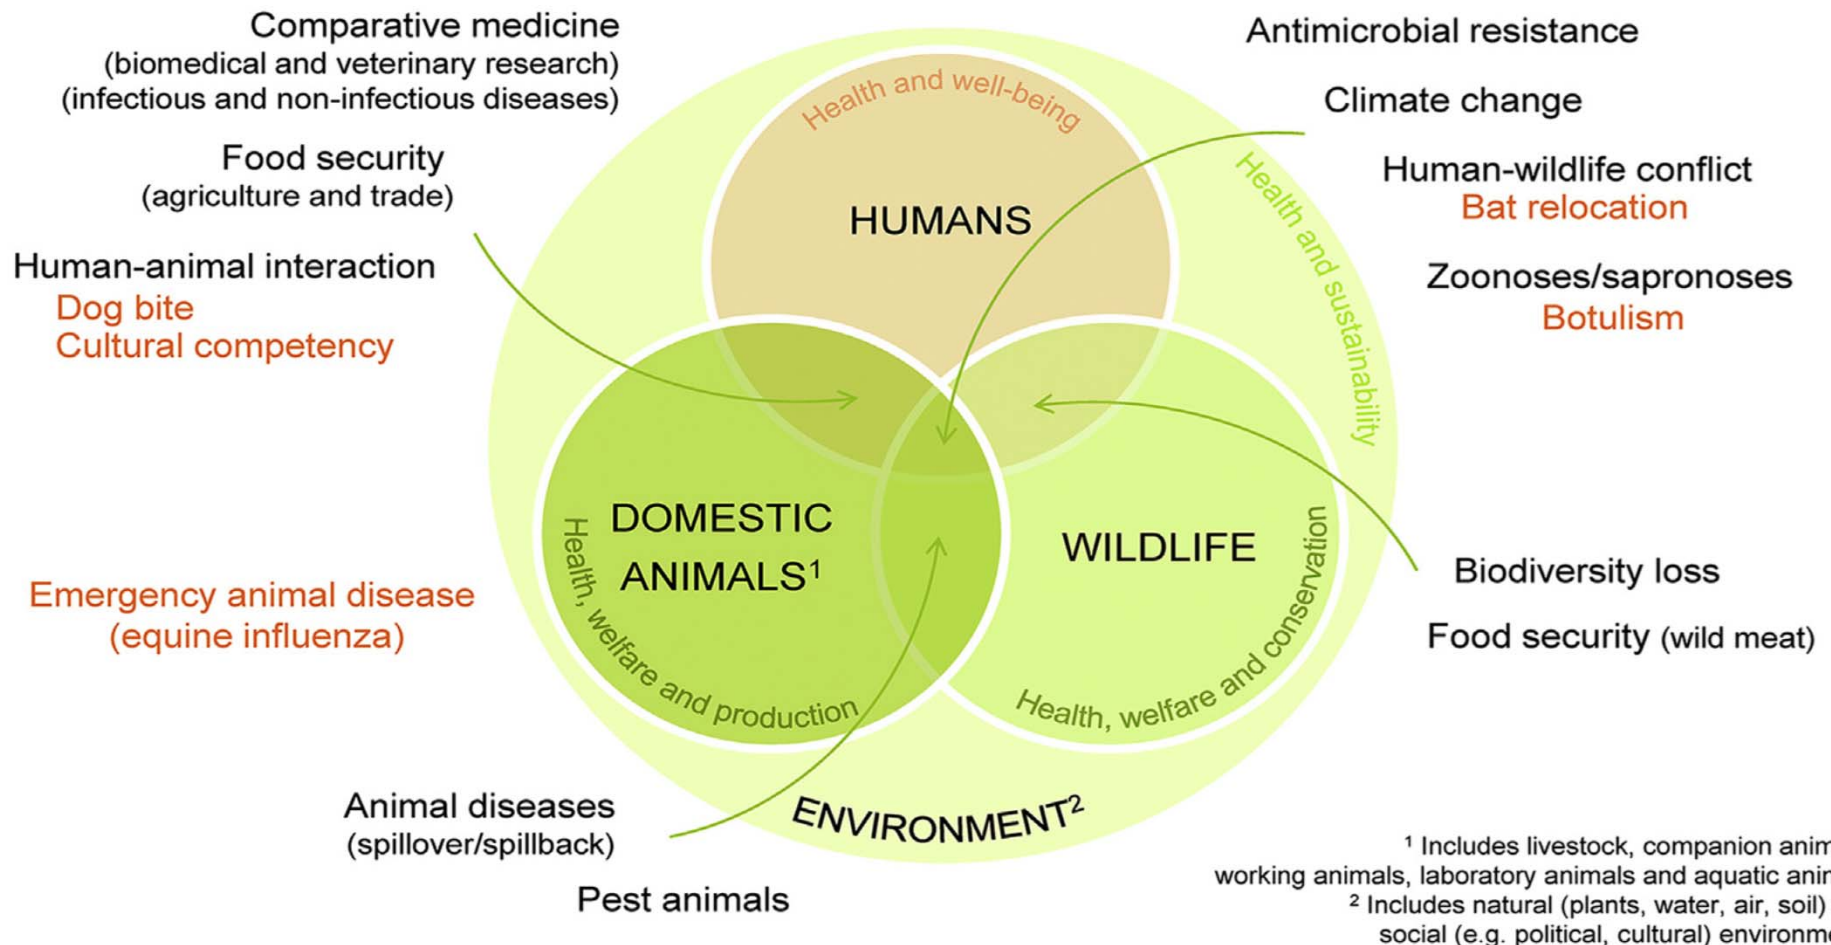 Comparative medicine
(biomedical and veterinary research)
(infectious and non-infectious diseases)
Food security
(agriculture and trade)
Human-animal interaction
Dog bite
Cultural competency
Emergency animal disease
(equine influenza)
Animal diseases
(spillover/spillback)
Pest animals
Health and well-being
HUMANS
DOMESTIC
ANIMALS¹
Health, welfare and production
WILDLIFE
Health, welfare and conservation
ENVIRONMENT²
Health and sustainability
Antimicrobial resistance
Climate change
Human-wildlife conflict
Bat relocation
Zoonoses/sapronoses
Botulism
Biodiversity loss
Food security (wild meat)
¹ Includes livestock, companion anim
working animals, laboratory animals and aquatic anim
² Includes natural (plants, water, air, soil)
social (e.g. political, cultural) environme